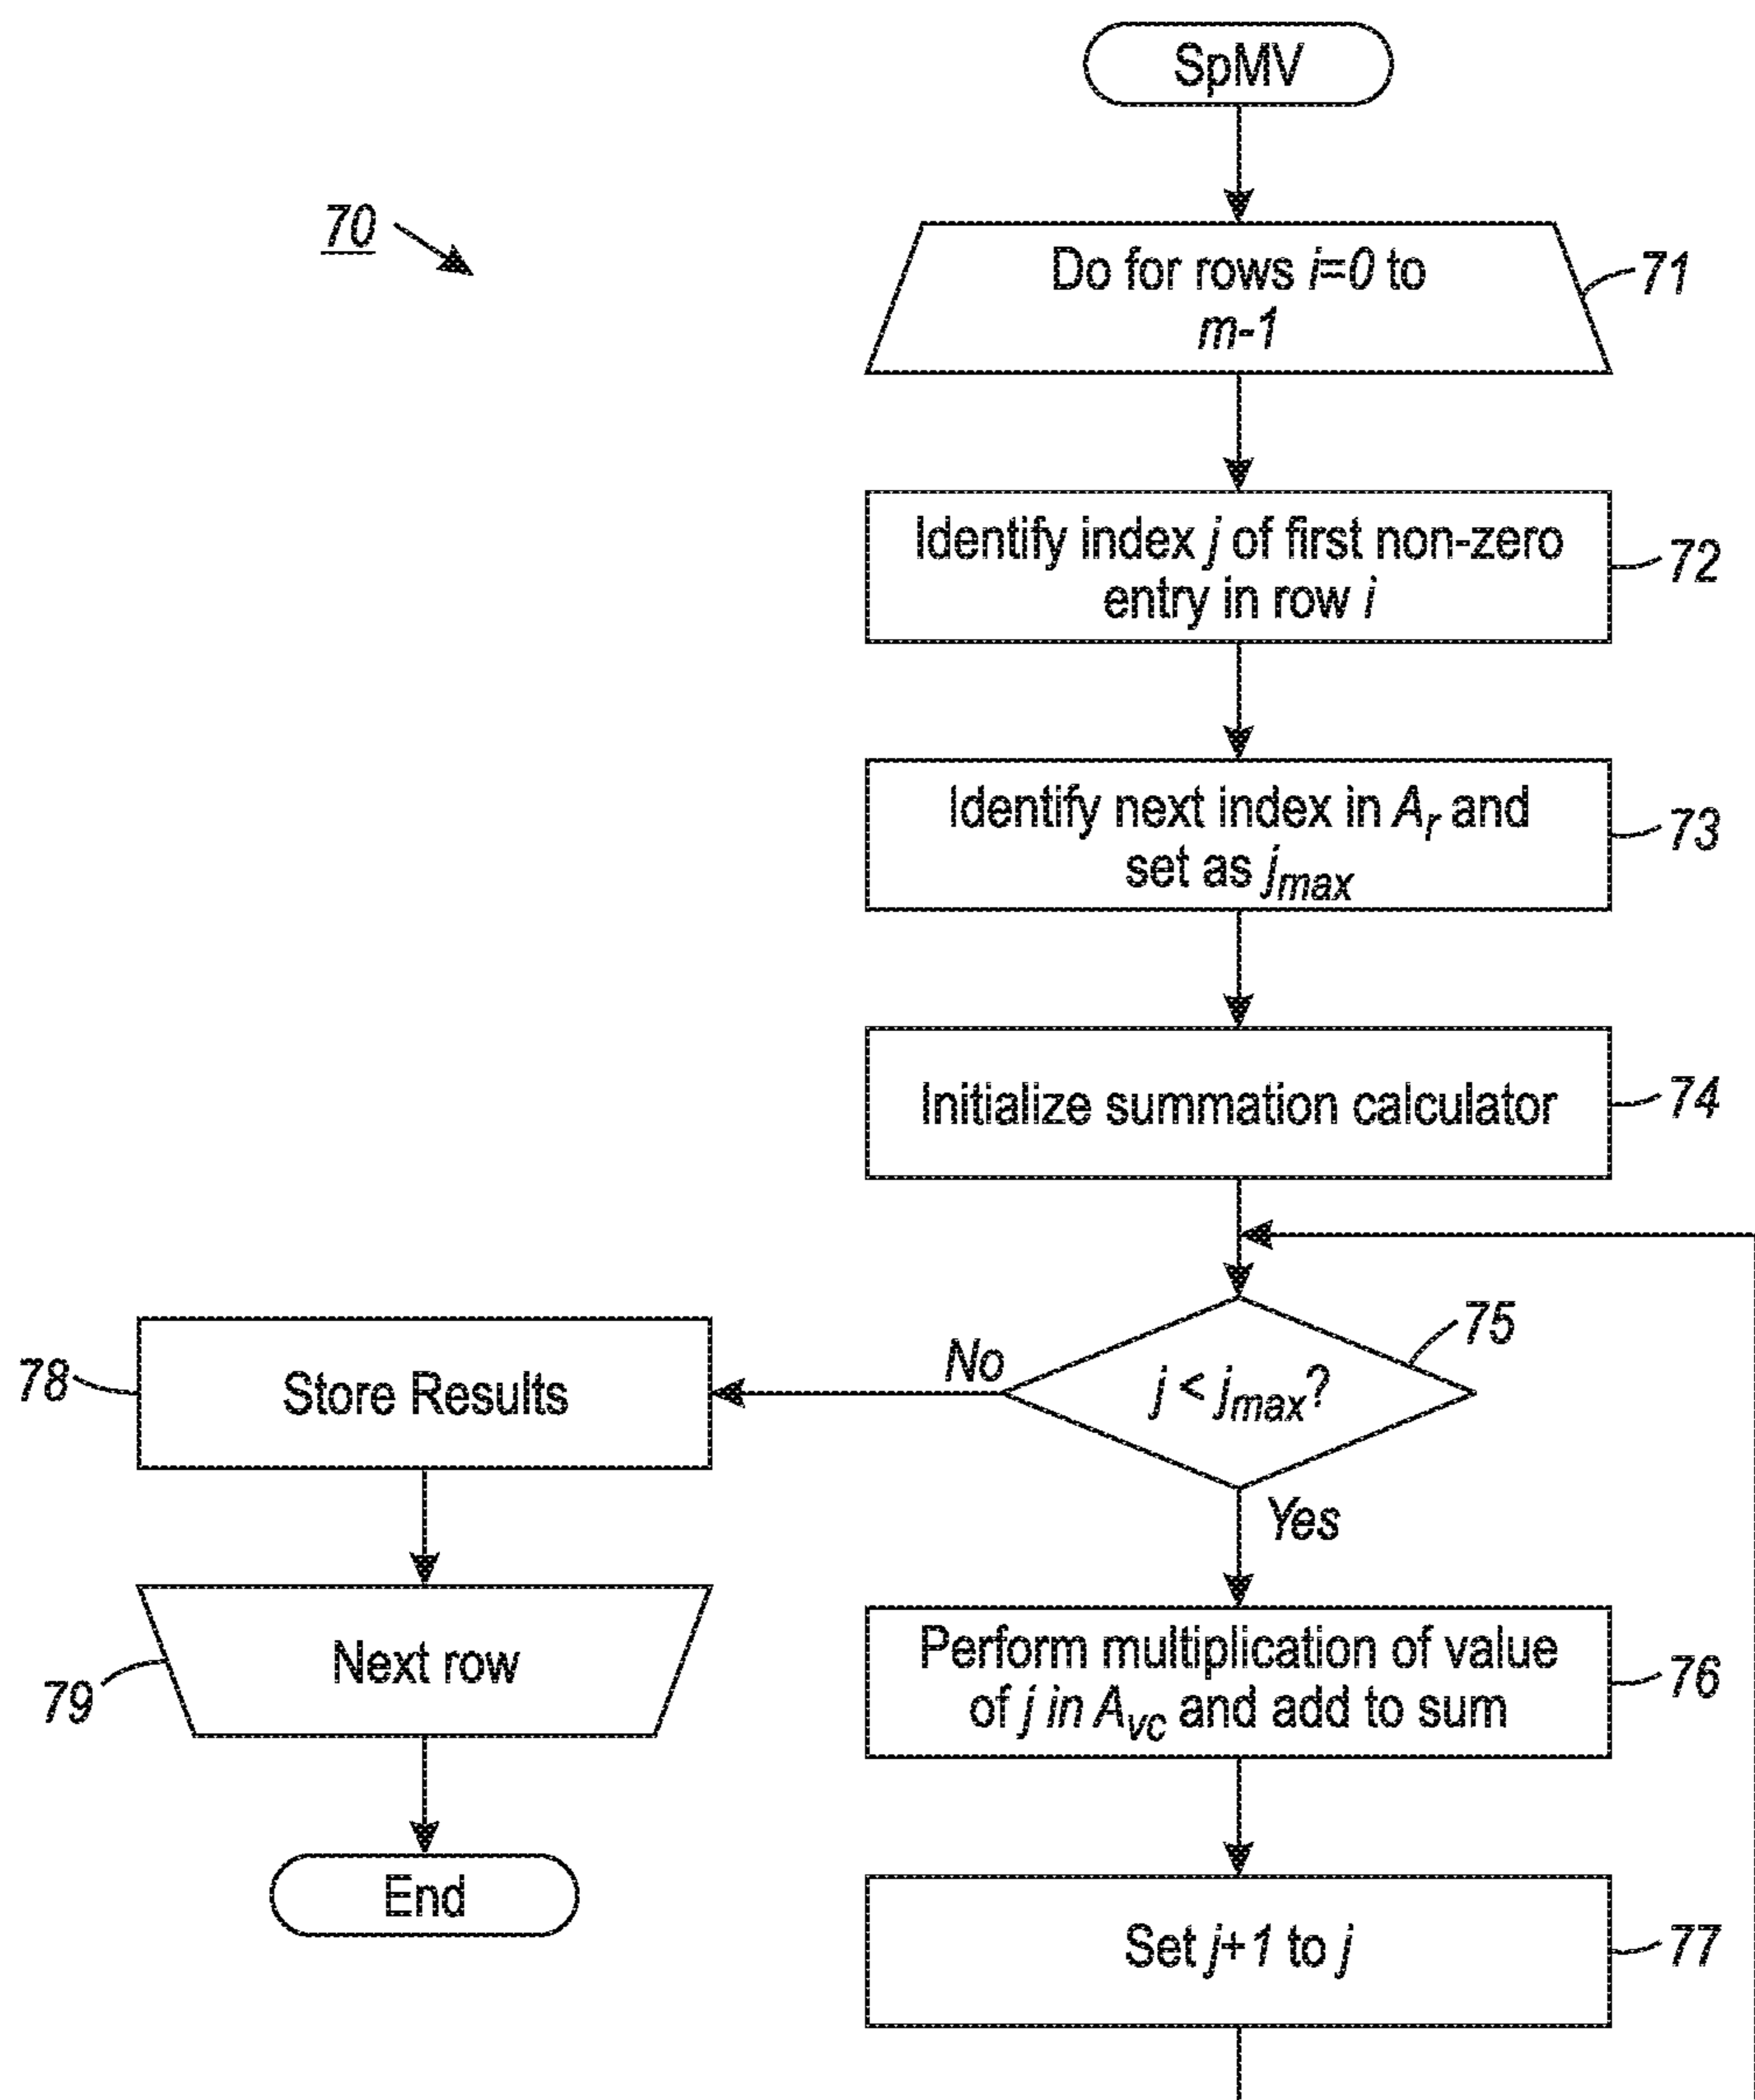 SpMV
70
Do for rows i=0 to
m-1
71
Identify index j of first non-zero
entry in row i
72
Identify next index in Ar and
set as jmax
73
Initialize summation calculator
74
75
j < jmax?
No
Yes
78
Store Results
Perform multiplication of value
of j in Avc and add to sum
76
Next row
79
End
Set j+1 to j
77